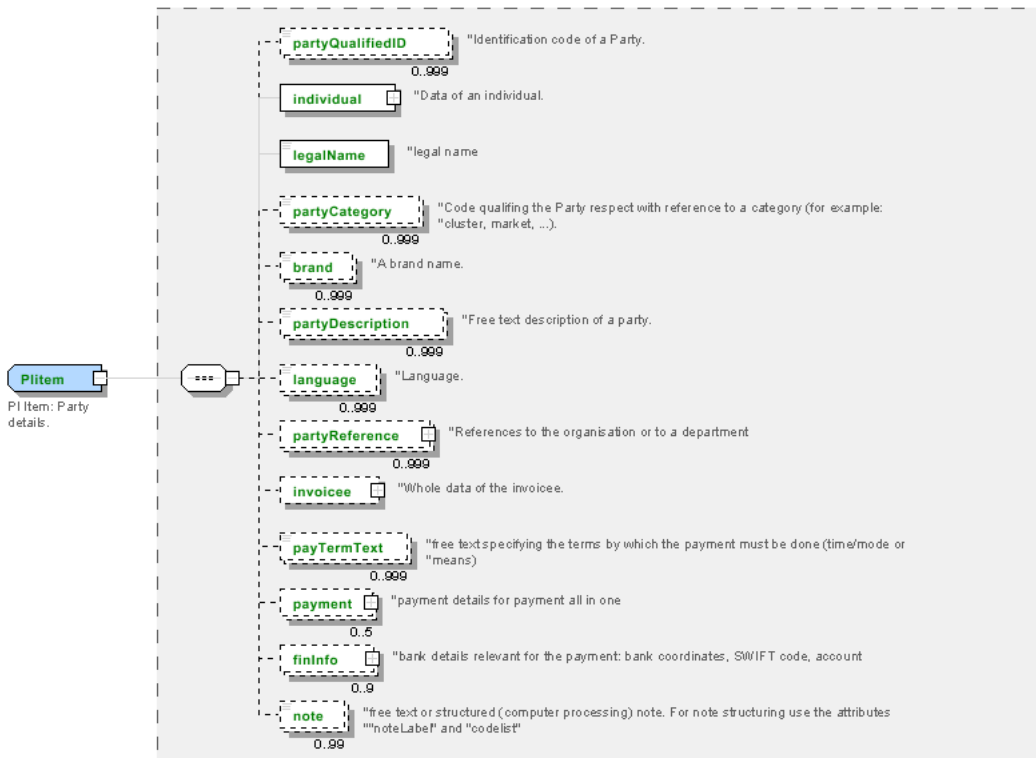 partyQualifiedID
"Identification code of a Party.
0..999
individual
"Data of an individual.
legalName
"legal name
partyCategory
"Code qualifing the Party respect with reference to a category (for example:
"cluster, market, ...).
0..999
brand
"A brand name.
0..999
partyDescription
"Free text description of a party.
0..999
PIitem
PI Item: Party
details.
language
"Language.
0..999
partyReference
"References to the organisation or to a department
0..999
invoicee
"Whole data of the invoicee.
payTermText
"free text specifying the terms by which the payment must be done (time/mode or
"means)
0..999
payment
"payment details for payment all in one
0..5
finInfo
"bank details relevant for the payment: bank coordinates, SWIFT code, account
0..9
note
"free text or structured (computer processing) note. For note structuring use the attributes
""noteLabel" and "codelist"
0..99